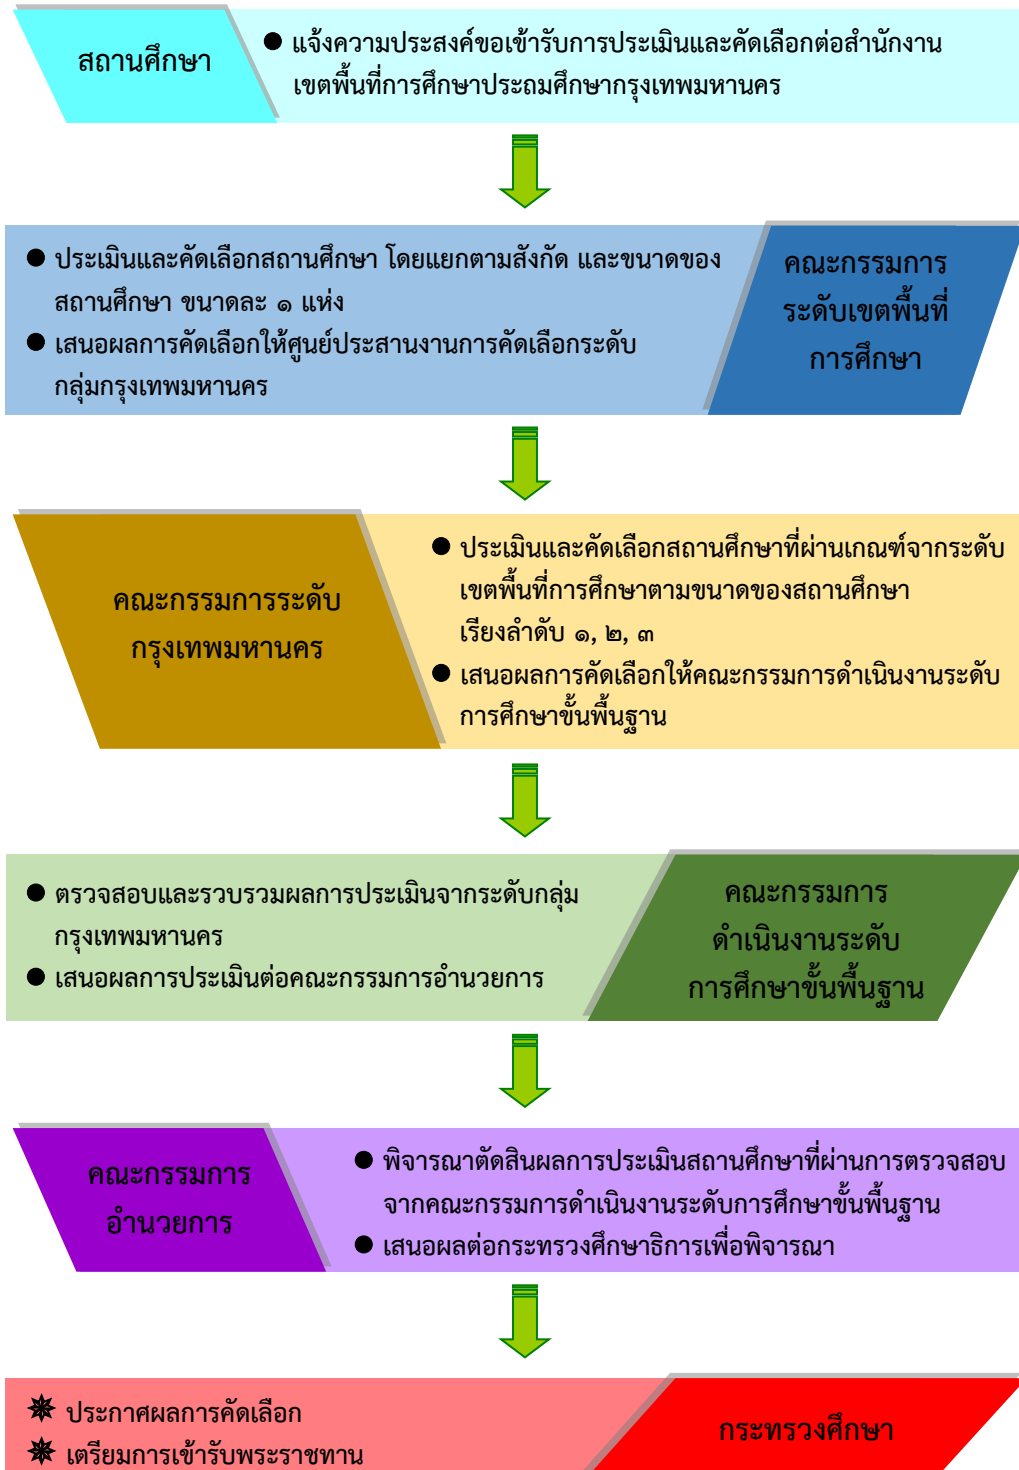 สถานศึกษา
● แจ้งความประสงค์ขอเข้ารับการประเมินและคัดเลือกต่อสำนักงาน
เขตพื้นที่การศึกษาประถมศึกษากรุงเทพมหานคร
● ประเมินและคัดเลือกสถานศึกษา โดยแยกตามสังกัด และขนาดของ
สถานศึกษา ขนาดละ ๑ แห่ง
● เสนอผลการคัดเลือกให้ศูนย์ประสานงานการคัดเลือกระดับ
กลุ่มกรุงเทพมหานคร
คณะกรรมการ
ระดับเขตพื้นที่
การศึกษา
คณะกรรมการระดับ
กรุงเทพมหานคร
● ประเมินและคัดเลือกสถานศึกษาที่ผ่านเกณฑ์จากระดับ
เขตพื้นที่การศึกษาตามขนาดของสถานศึกษา
เรียงลำดับ ๑, ๒, ๓
● เสนอผลการคัดเลือกให้คณะกรรมการดำเนินงานระดับ
การศึกษาขั้นพื้นฐาน
● ตรวจสอบและรวบรวมผลการประเมินจากระดับกลุ่ม
กรุงเทพมหานคร
● เสนอผลการประเมินต่อคณะกรรมการอำนวยการ
คณะกรรมการ
ดำเนินงานระดับ
การศึกษาขั้นพื้นฐาน
คณะกรรมการ
อำนวยการ
● พิจารณาตัดสินผลการประเมินสถานศึกษาที่ผ่านการตรวจสอบ
จากคณะกรรมการดำเนินงานระดับการศึกษาขั้นพื้นฐาน
● เสนอผลต่อกระทรวงศึกษาธิการเพื่อพิจารณา
ประกาศผลการคัดเลือก
เตรียมการเข้ารับพระราชทาน
กระทรวงศึกษา